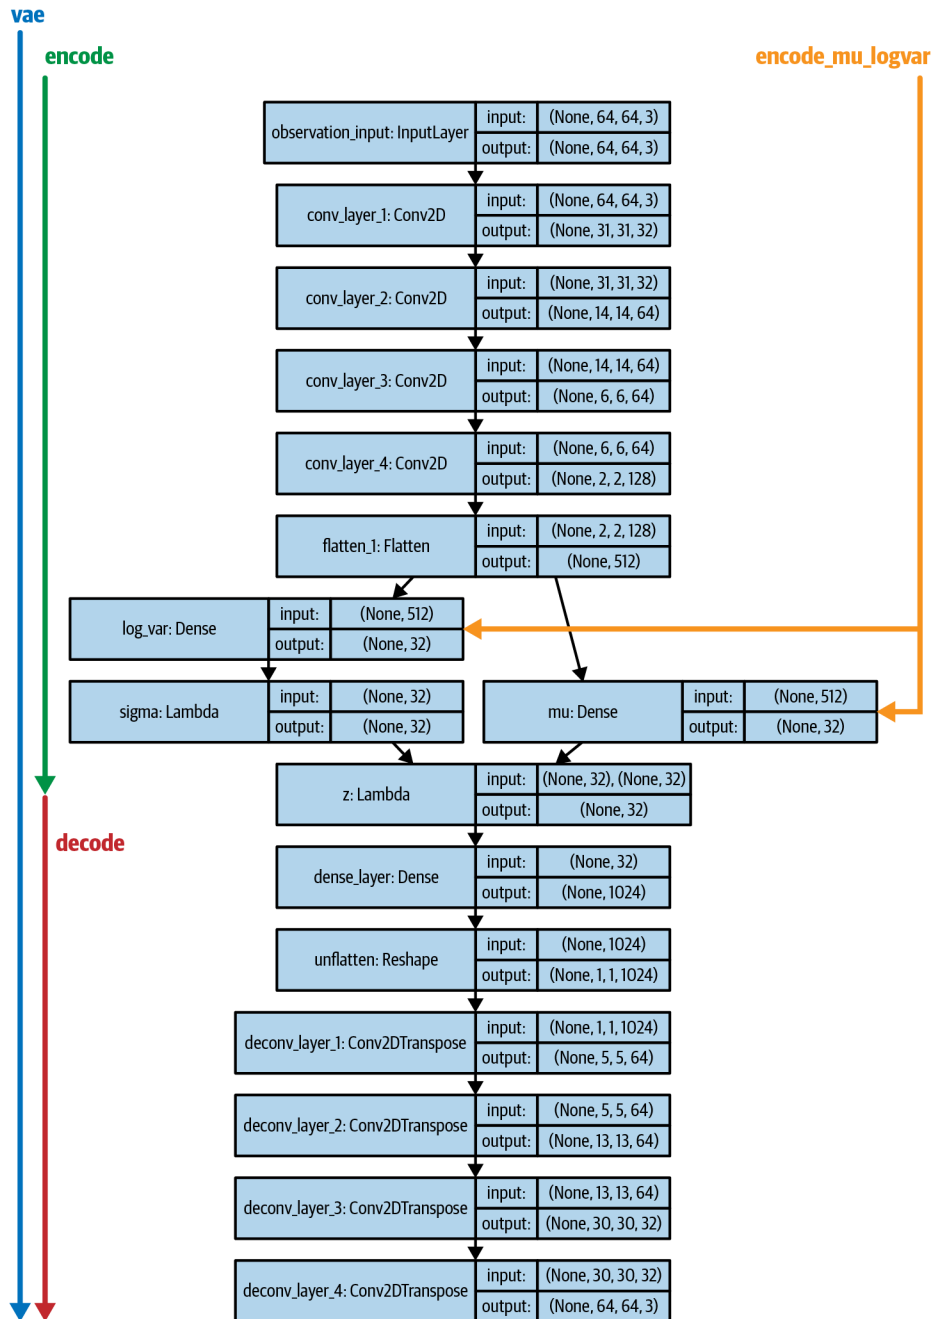 vae
encode
encode_mu_logvar
observation_input: InputLayer
input: (None, 64, 64, 3)
output: (None, 64, 64, 3)
conv_layer_1: Conv2D
input: (None, 64, 64, 3)
output: (None, 31, 31, 32)
conv_layer_2: Conv2D
input: (None, 31, 31, 32)
output: (None, 14, 14, 64)
conv_layer_3: Conv2D
input: (None, 14, 14, 64)
output: (None, 6, 6, 64)
conv_layer_4: Conv2D
input: (None, 6, 6, 64)
output: (None, 2, 2, 128)
flatten_1: Flatten
input: (None, 2, 2, 128)
output: (None, 512)
log_var: Dense
input: (None, 512)
output: (None, 32)
sigma: Lambda
input: (None, 32)
output: (None, 32)
mu: Dense
input: (None, 512)
output: (None, 32)
z: Lambda
input: (None, 32), (None, 32)
output: (None, 32)
decode
dense_layer: Dense
input: (None, 32)
output: (None, 1024)
unflatten: Reshape
input: (None, 1024)
output: (None, 1, 1, 1024)
deconv_layer_1: Conv2DTranspose
input: (None, 1, 1, 1024)
output: (None, 5, 5, 64)
deconv_layer_2: Conv2DTranspose
input: (None, 5, 5, 64)
output: (None, 13, 13, 64)
deconv_layer_3: Conv2DTranspose
input: (None, 13, 13, 64)
output: (None, 30, 30, 32)
deconv_layer_4: Conv2DTranspose
input: (None, 30, 30, 32)
output: (None, 64, 64, 3)